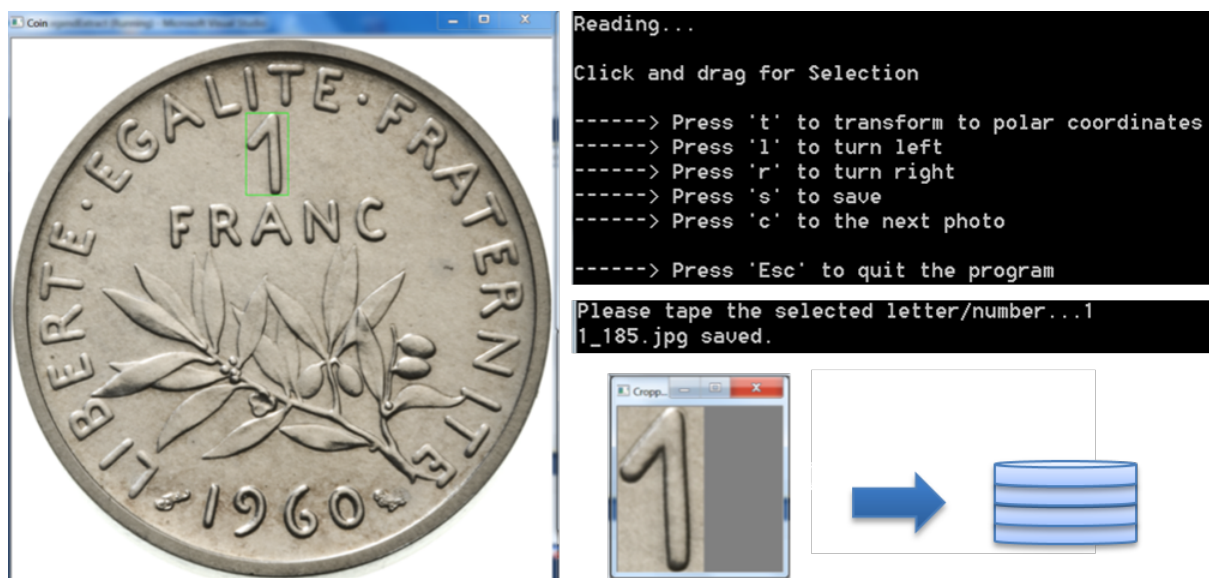 Coin
LIBERTE · EGALITE · FRATERNITE
1
FRANC
1960
Reading...
Click and drag for Selection
------> Press 't' to transform to polar coordinates
------> Press 'l' to turn left
------> Press 'r' to turn right
------> Press 's' to save
------> Press 'c' to the next photo
------> Press 'Esc' to quit the program
Please tape the selected letter/number...1
1_185.jpg saved.
Cropp...
1